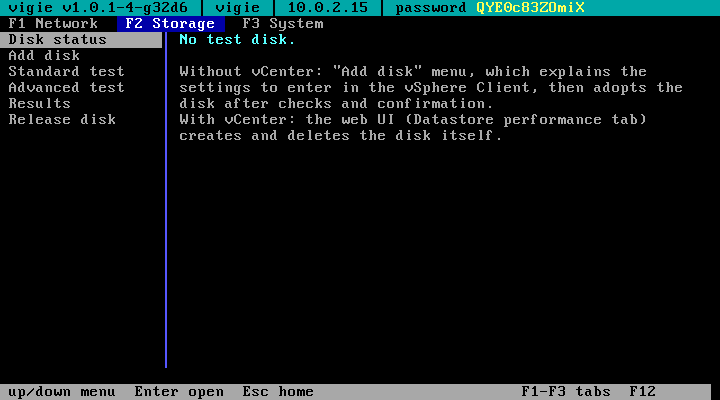 vigie v1.0.1-4-g32d6 | vigie | 10.0.2.15 | password QYE0c83ZOmiX
F1 Network F2 Storage F3 System
Disk status
Add disk
Standard test
Advanced test
Results
Release disk
No test disk.
Without vCenter: "Add disk" menu, which explains the
settings to enter in the vSphere Client, then adopts the
disk after checks and confirmation.
With vCenter: the web UI (Datastore performance tab)
creates and deletes the disk itself.
up/down menu Enter open Esc home F1-F3 tabs F12